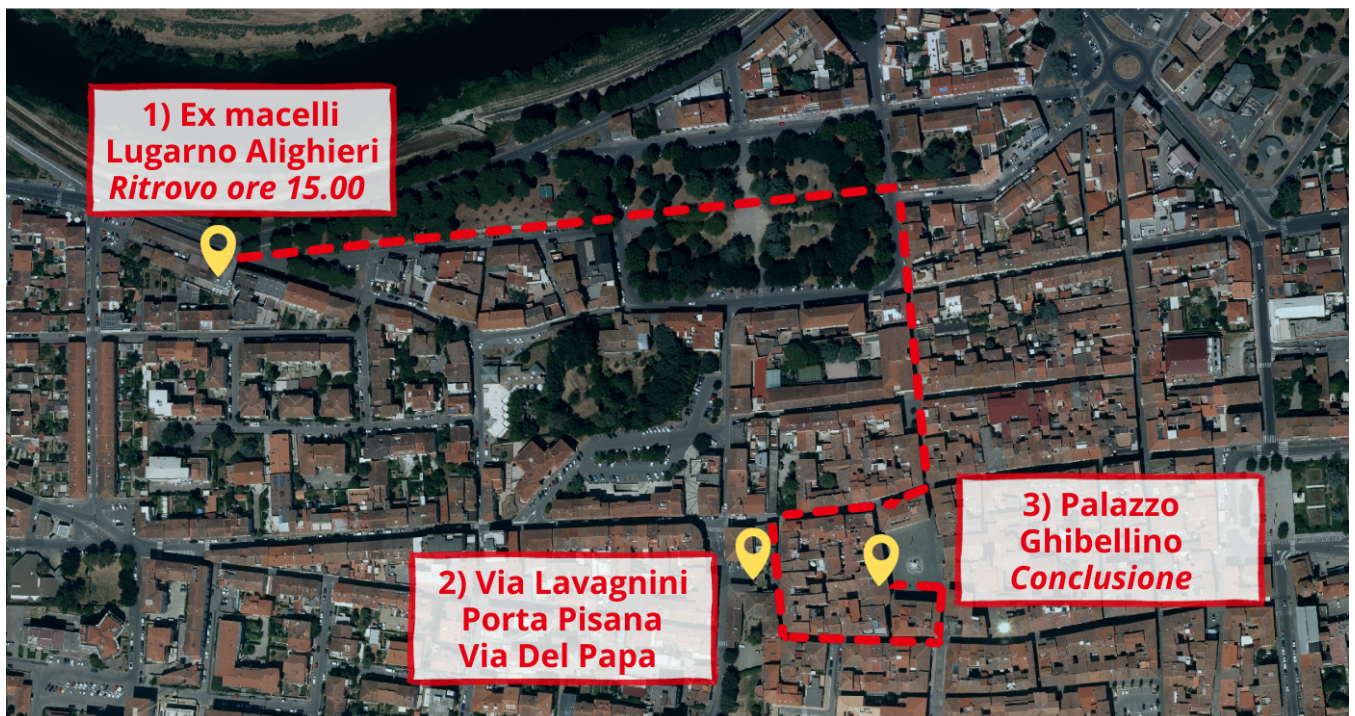 1) Ex macelli
Lugarno Alighieri
Ritrovo ore 15.00
2) Via Lavagnini
Porta Pisana
Via Del Papa
3) Palazzo
Ghibellino
Conclusione